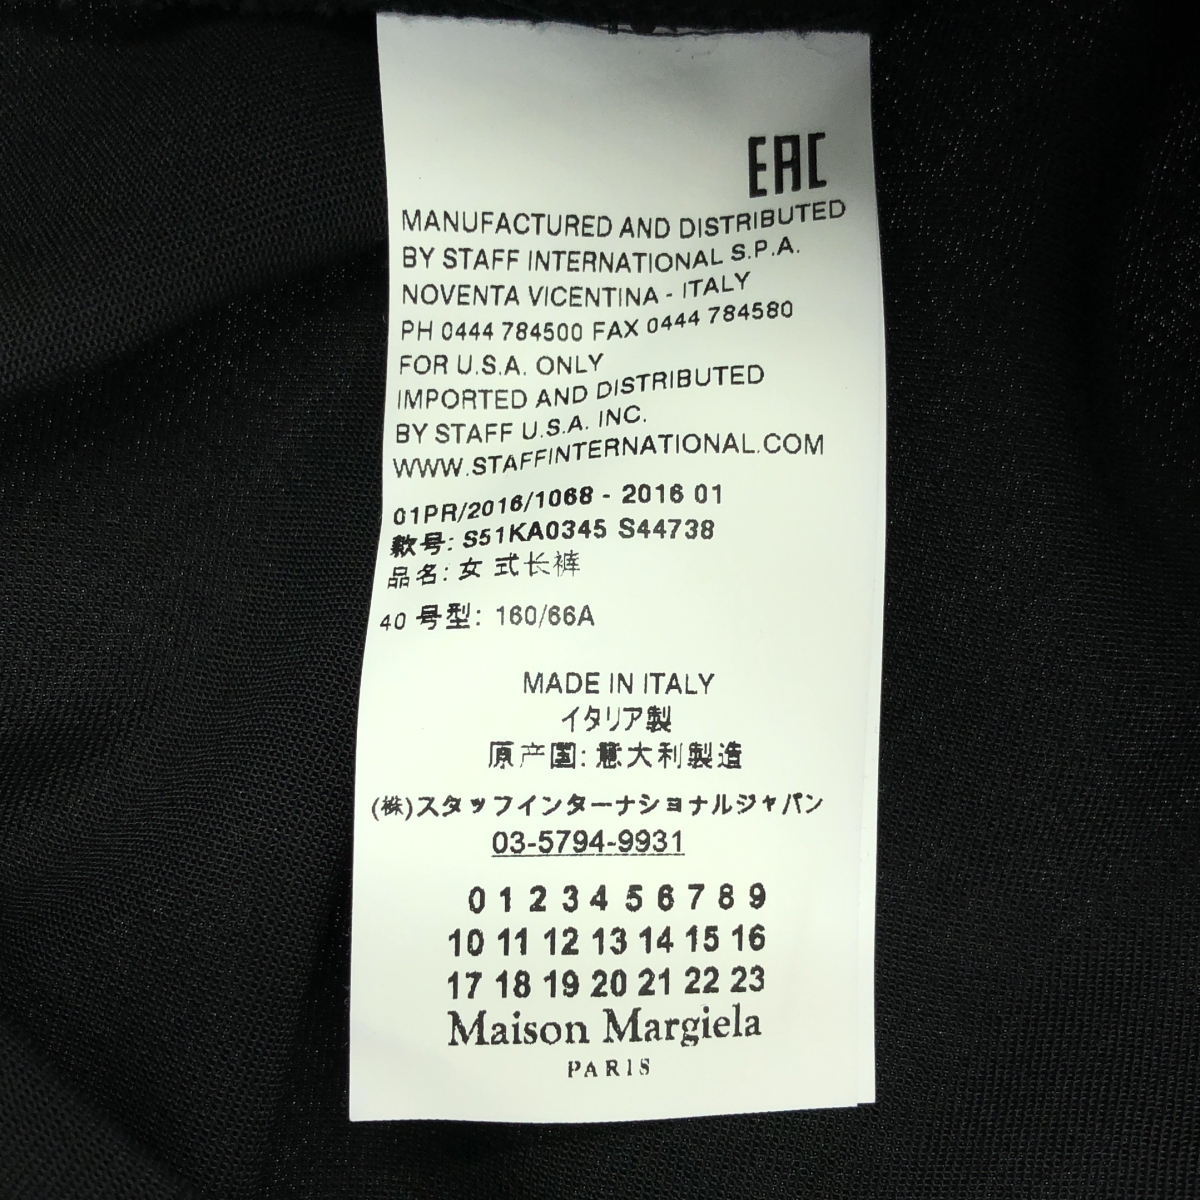 EAC
MANUFACTURED AND DISTRIBUTED
BY STAFF INTERNATIONAL S.P.A.
NOVENTA VICENTINA - ITALY
PH 0444 784500 FAX 0444 784580
FOR U.S.A. ONLY
IMPORTED AND DISTRIBUTED
BY STAFF U.S.A. INC.
WWW.STAFFINTERNATIONAL.COM
01PR/2016/1068 - 2016 01
款号: S51KA0345 S44738
品名: 女 式长裤
40 号型: 160/66A
MADE IN ITALY
イタリア製
原产国: 意大利製造
(株)スタッフインターナショナルジャパン
03-5794-9931
0 1 2 3 4 5 6 7 8 9
10 11 12 13 14 15 16
17 18 19 20 21 22 23
Maison Margiela
PARIS